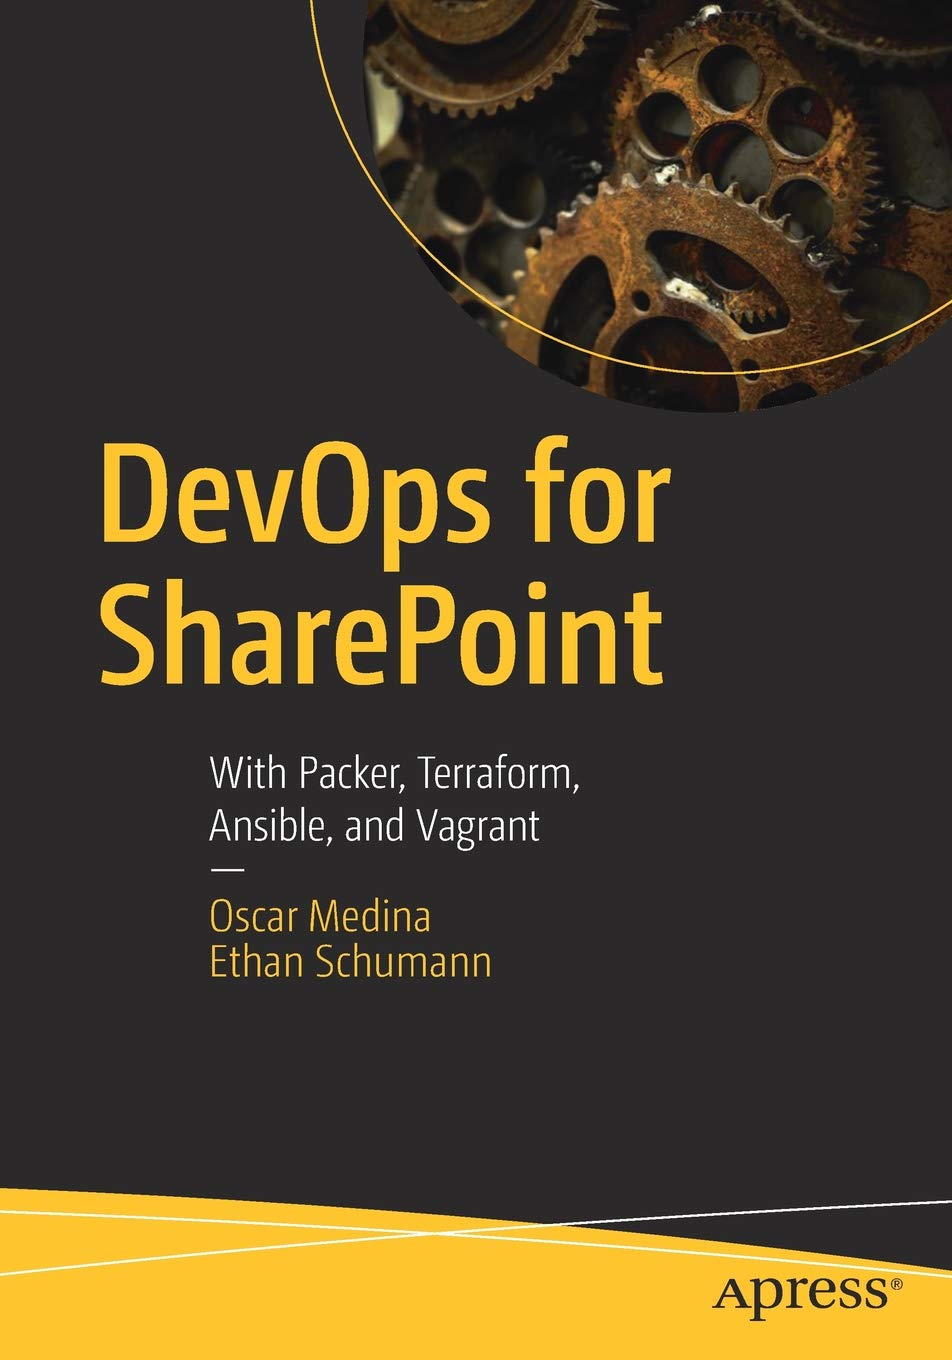 DevOps for
SharePoint
With Packer, Terraform,
Ansible, and Vagrant
Oscar Medina
Ethan Schumann
Apress®